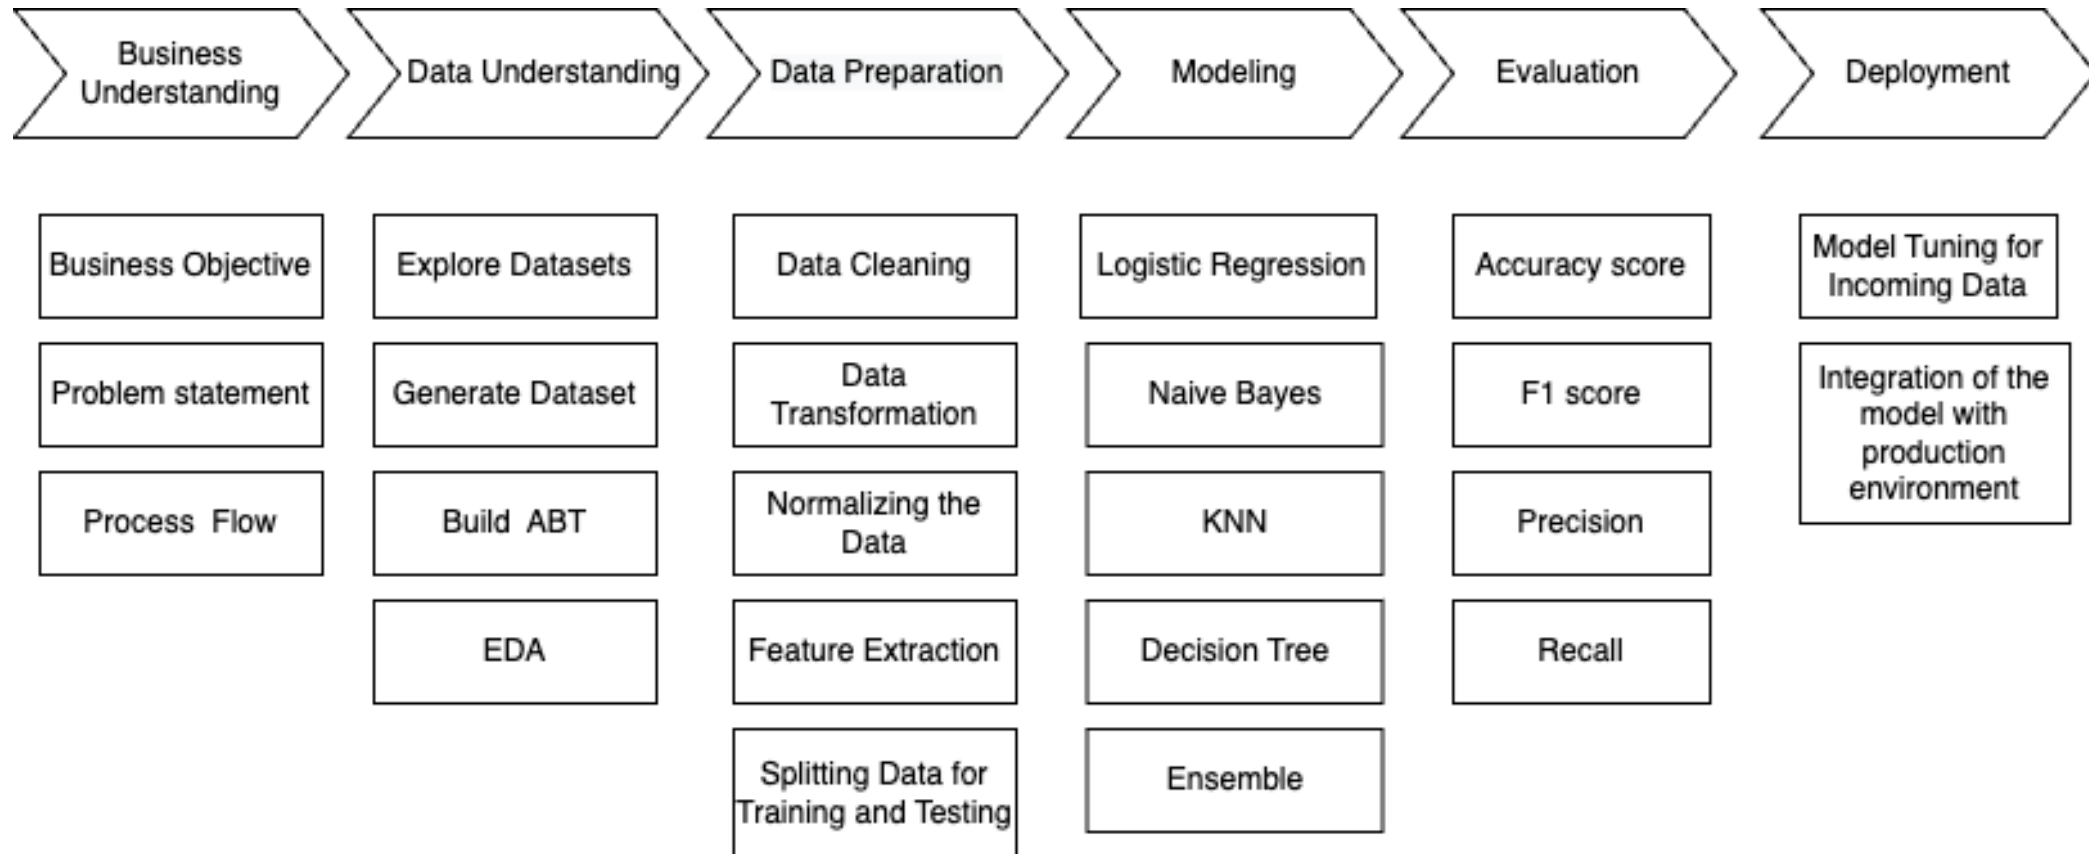 Business
Understanding
Data Understanding
Data Preparation
Modeling
Evaluation
Deployment
Business Objective
Problem statement
Process Flow
Explore Datasets
Generate Dataset
Build ABT
EDA
Data Cleaning
Data
Transformation
Normalizing the
Data
Feature Extraction
Splitting Data for
Training and Testing
Logistic Regression
Naive Bayes
KNN
Decision Tree
Ensemble
Accuracy score
F1 score
Precision
Recall
Model Tuning for
Incoming Data
Integration of the
model with
production
environment